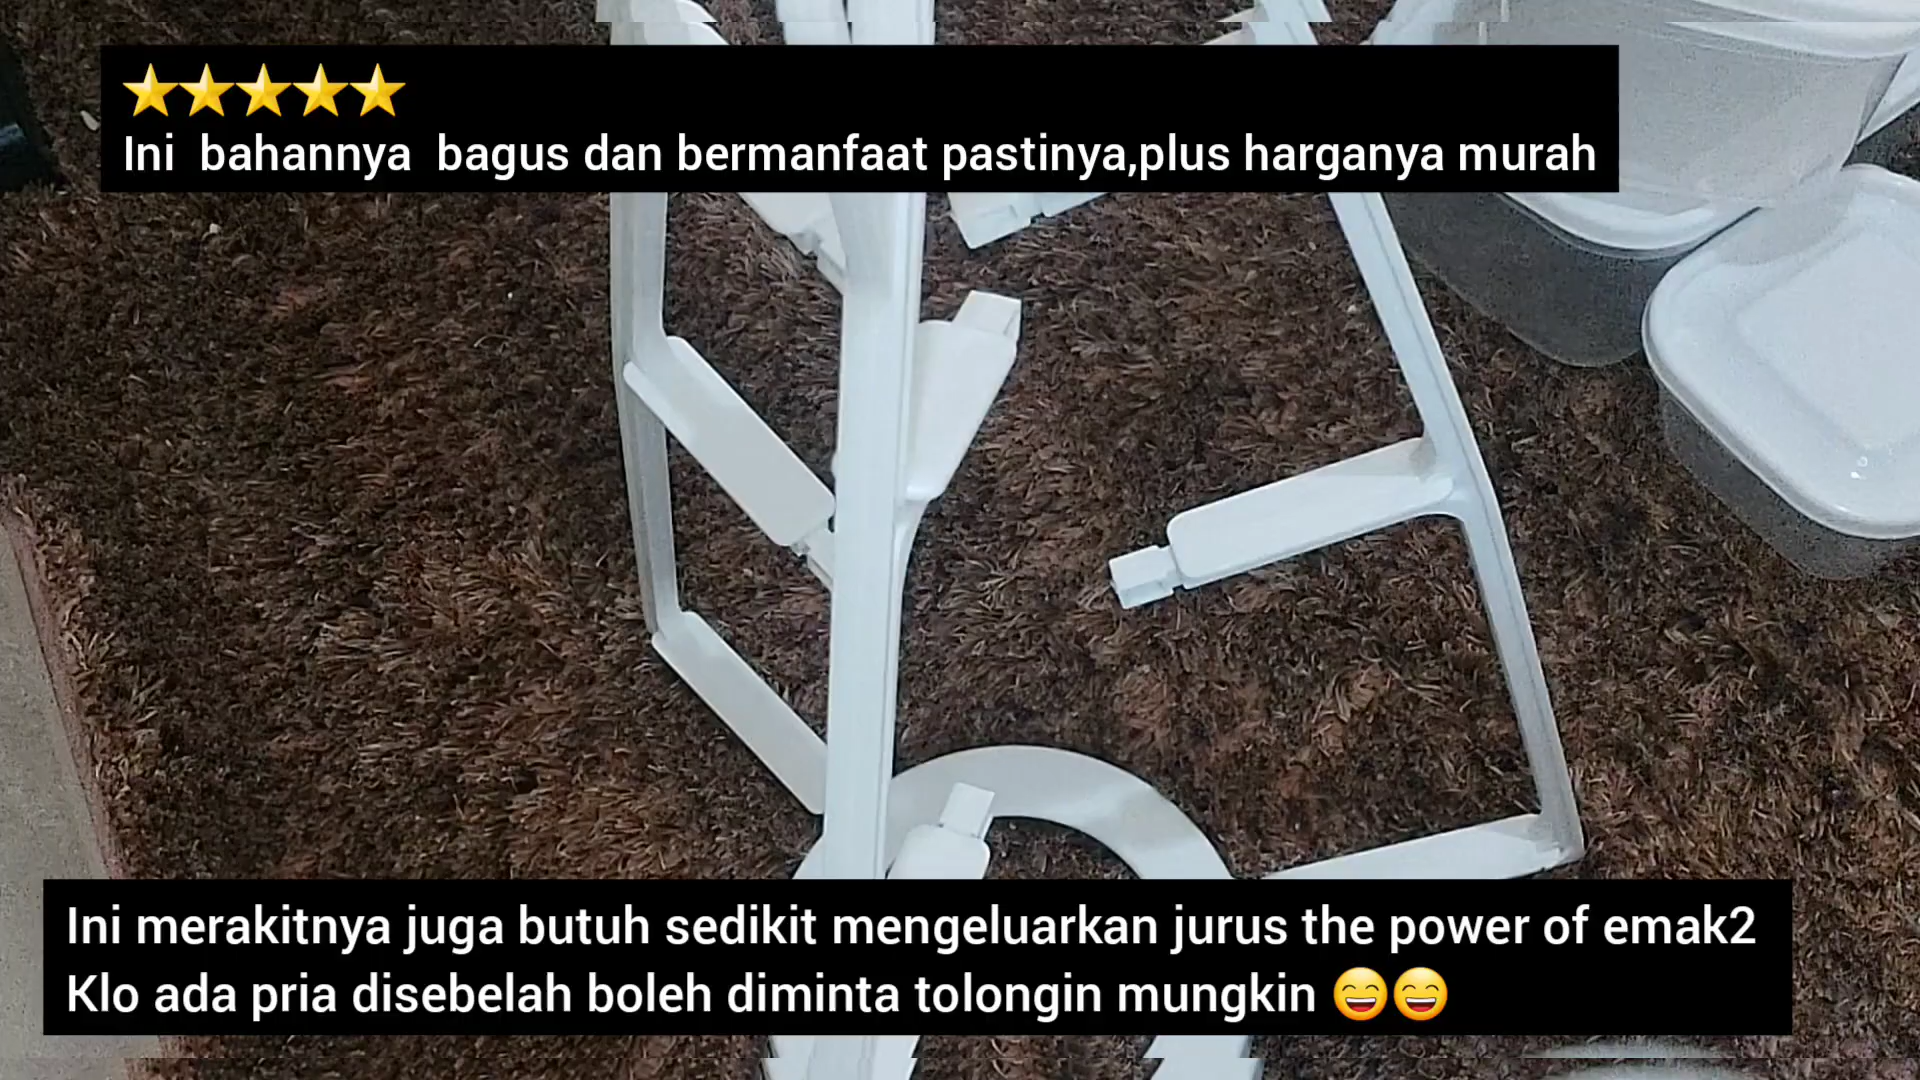 ⭐⭐⭐⭐⭐
Ini bahannya bagus dan bermanfaat pastinya,plus harganya murah
Ini merakitnya juga butuh sedikit mengeluarkan jurus the power of emak2
Klo ada pria disebelah boleh diminta tolongin mungkin 😄😄